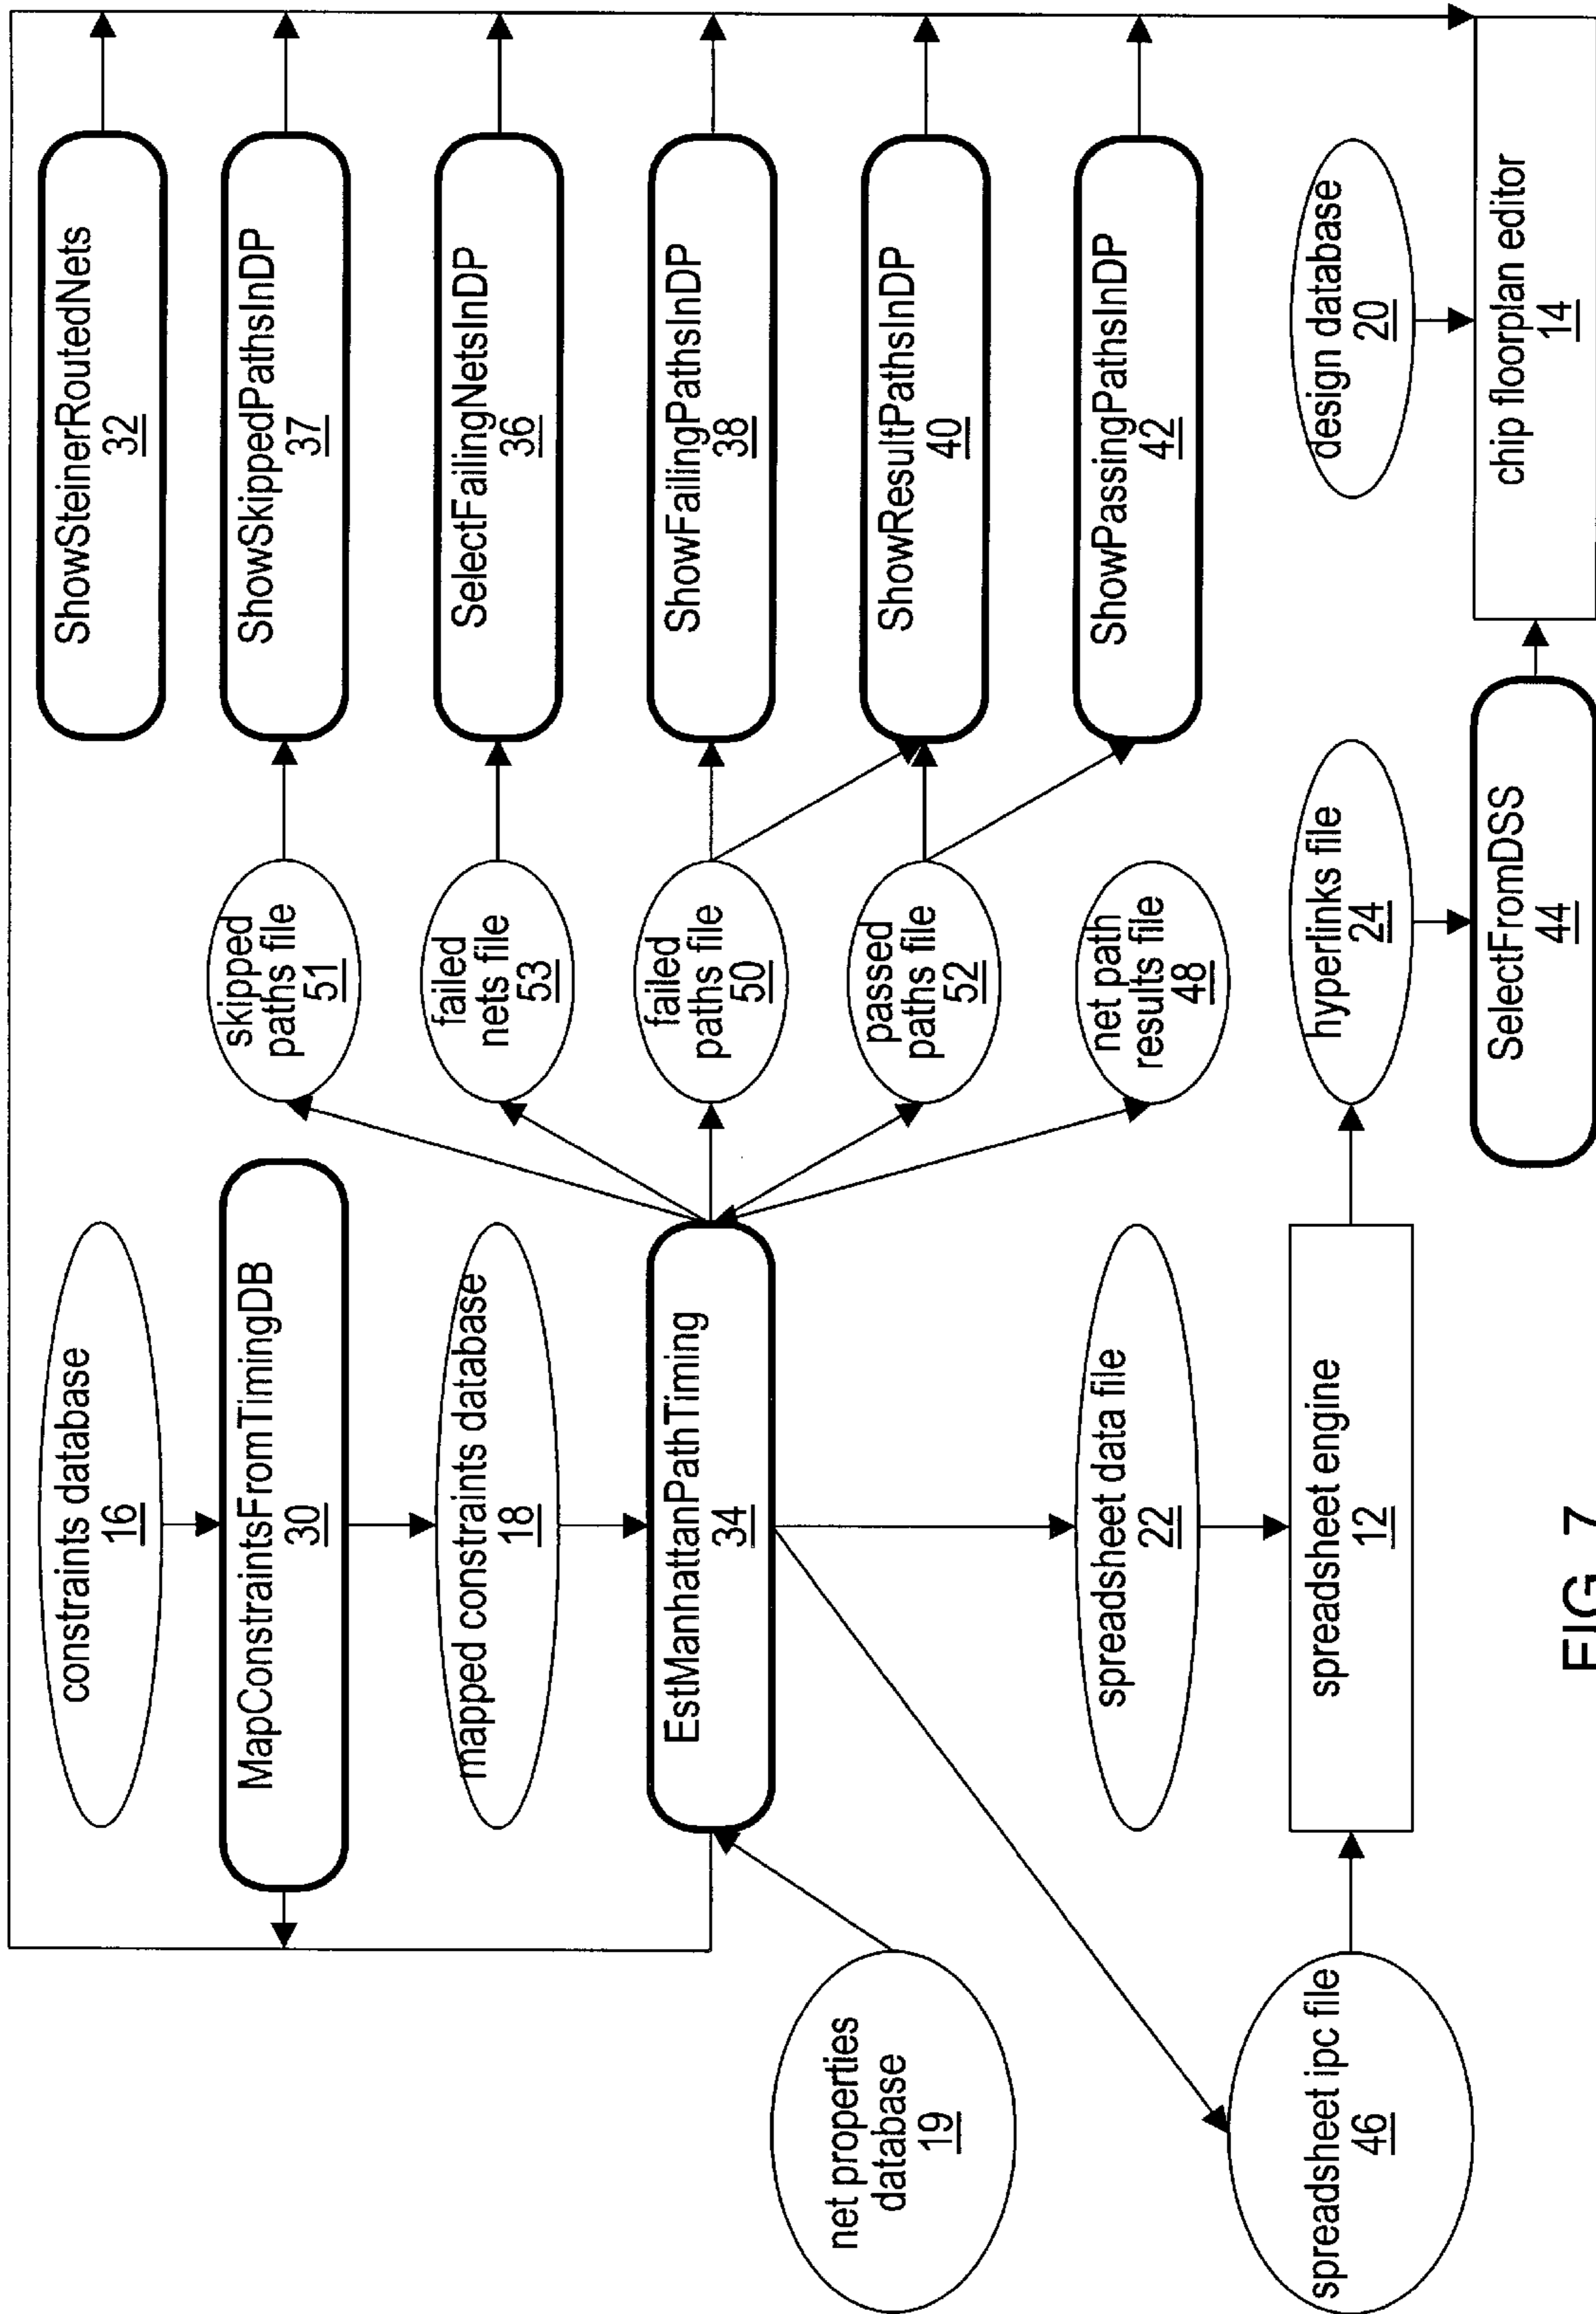 constraints database
16
MapConstraintsFromTimingDB
30
mapped constraints database
18
EstManhattanPathTiming
34
net properties
database
19
spreadsheet data file
22
spreadsheet engine
12
spreadsheet ipc file
46
skipped
paths file
51
failed
nets file
53
failed
paths file
50
passed
paths file
52
net path
results file
48
hyperlinks file
24
SelectFromDSS
44
ShowSteinerRoutedNets
32
ShowSkippedPathsInDP
37
SelectFailingNetsInDP
36
ShowFailingPathsInDP
38
ShowResultPathsInDP
40
ShowPassingPathsInDP
42
design database
20
chip floorplan editor
14
FIG. 7